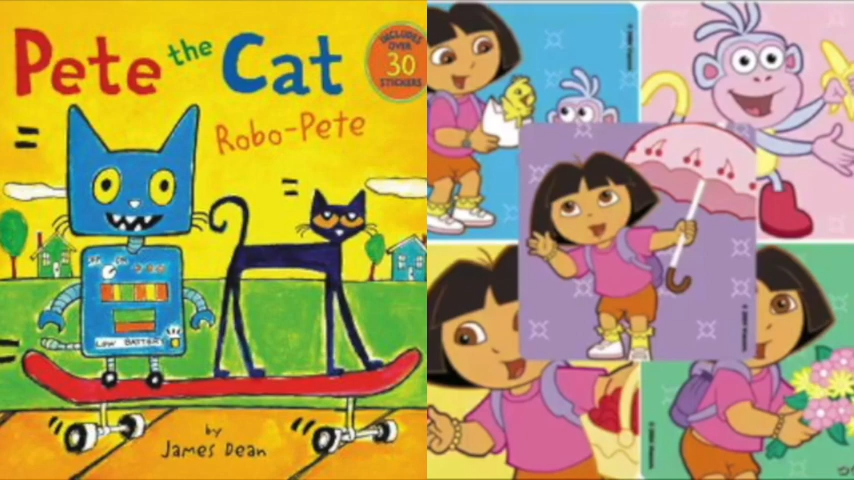 Pete the Cat
INCLUDES
OVER
30
STICKERS
Robo-Pete
LOW BATTERY
by
James Dean